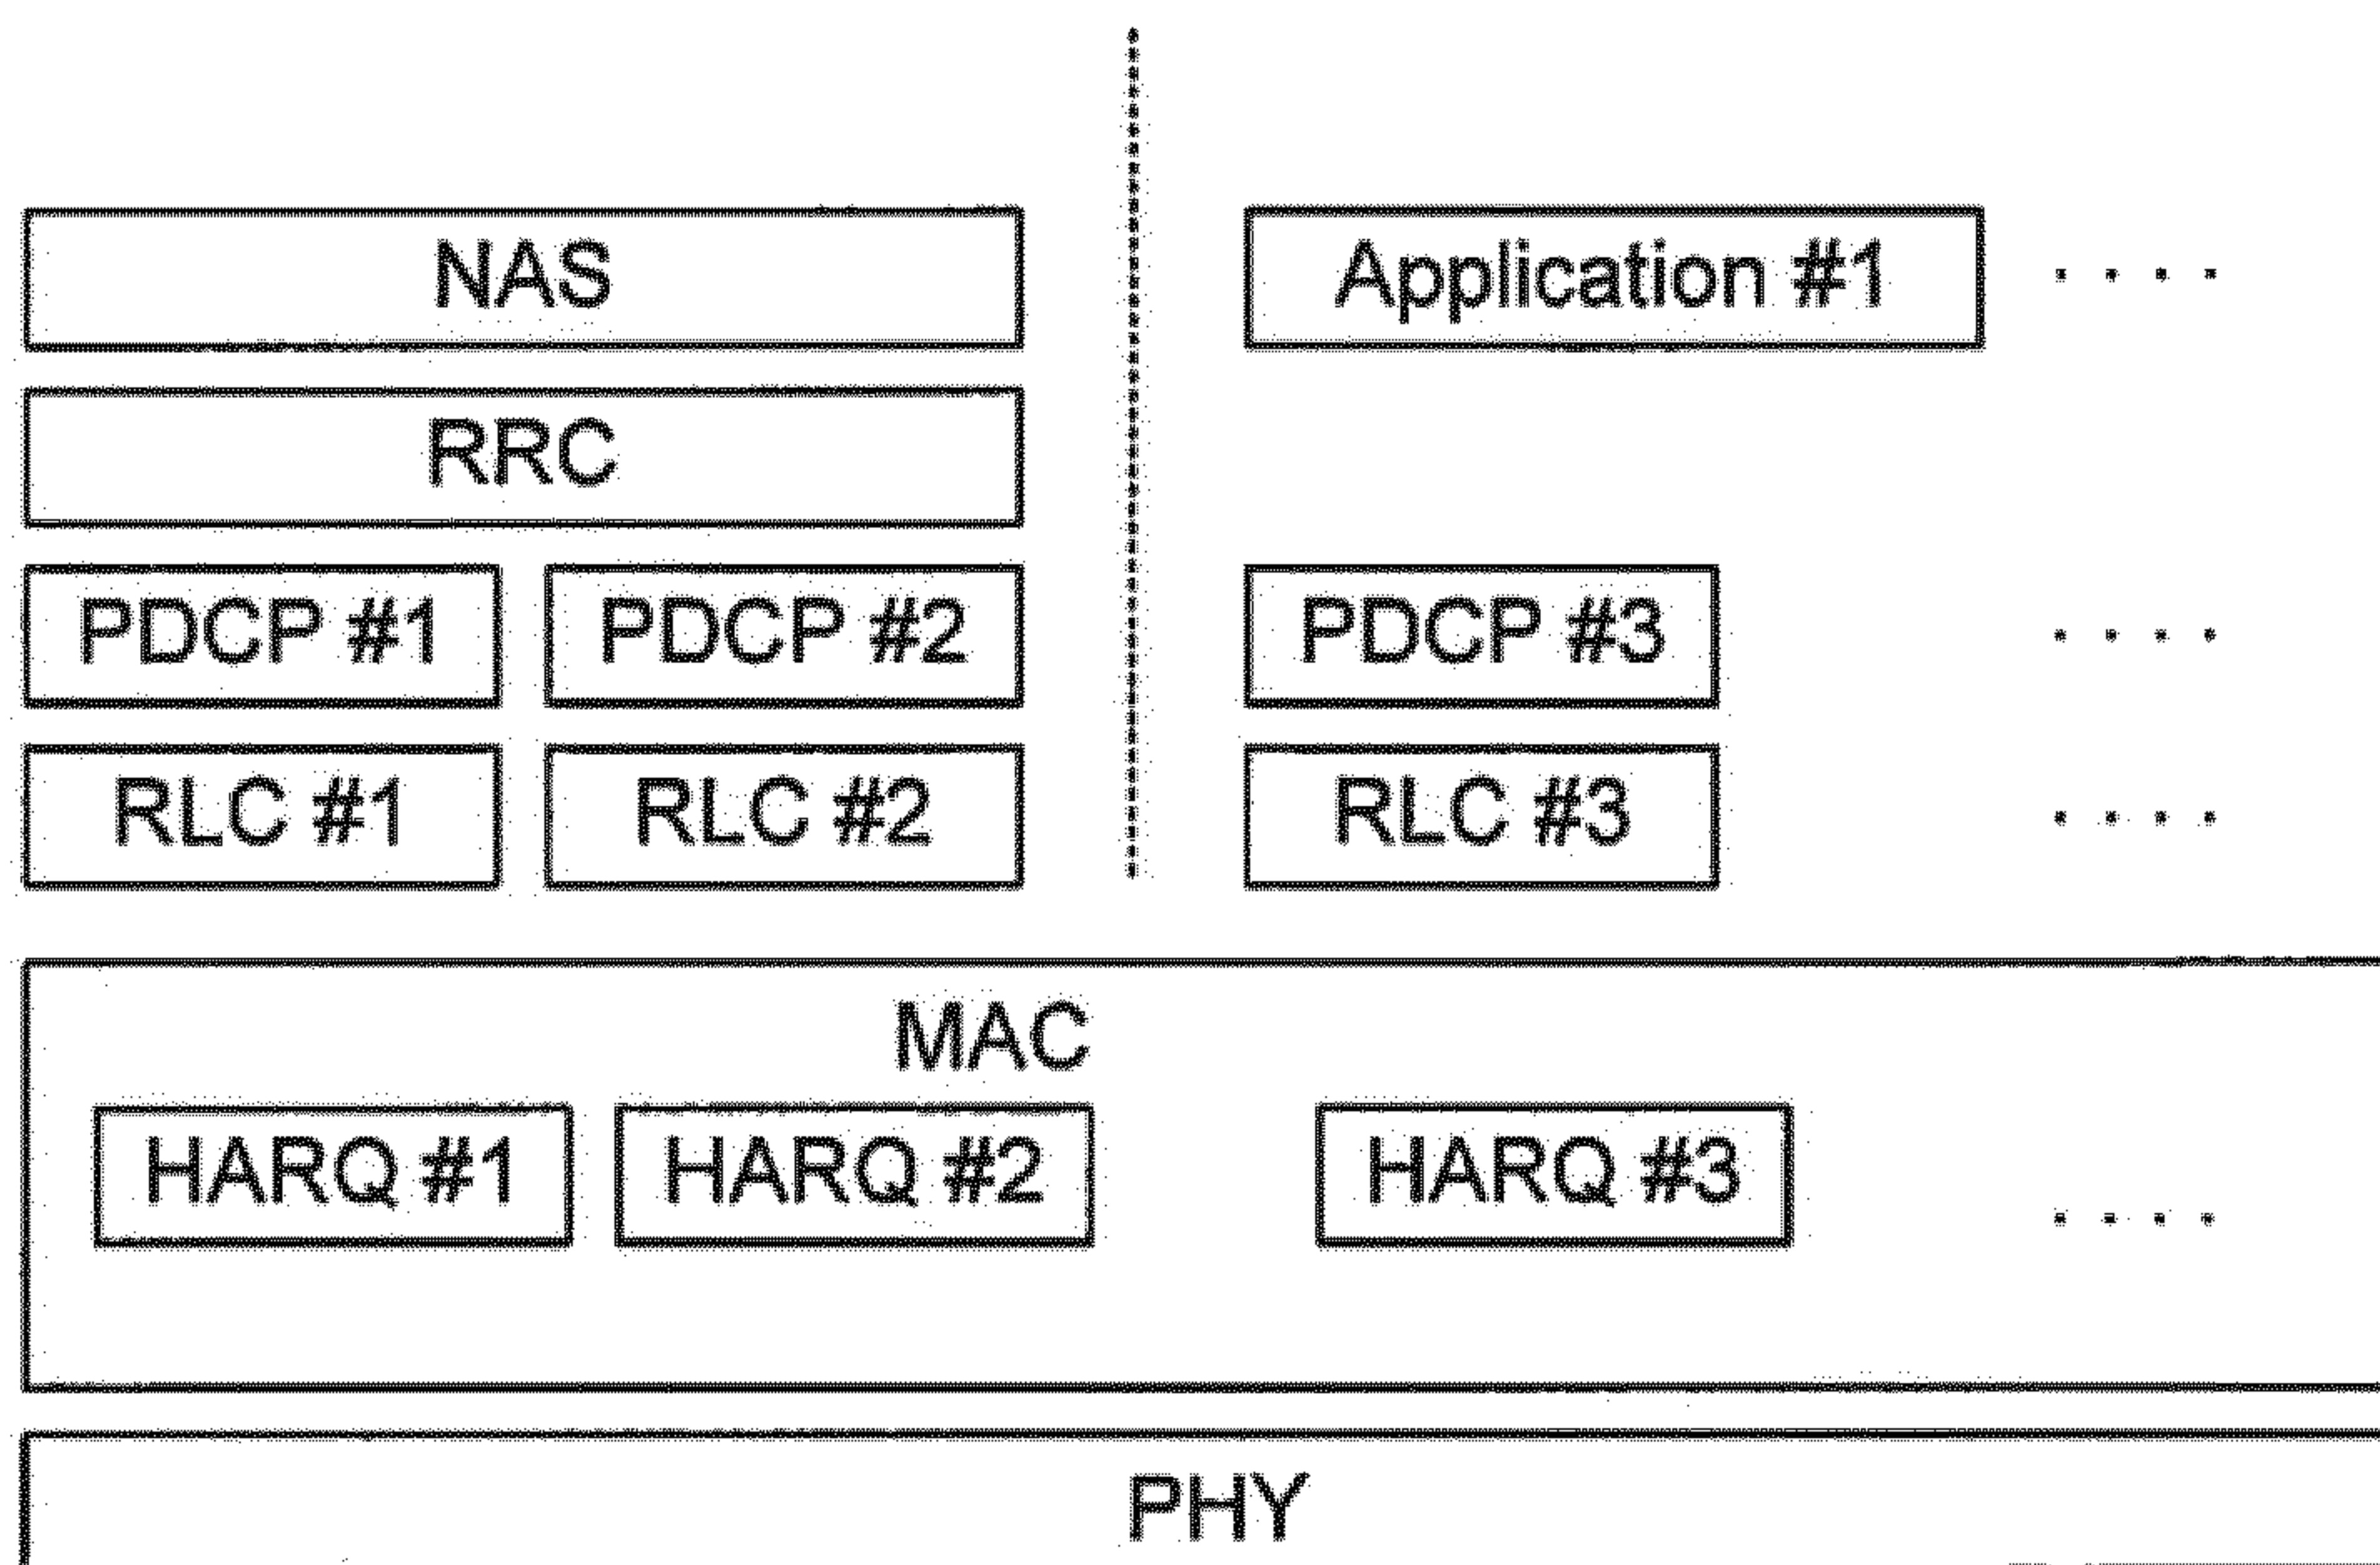 NAS
Application #1 . . . .
RRC
PDCP #1 PDCP #2 PDCP #3 . . . .
RLC #1 RLC #2 RLC #3 . . . .
MAC
HARQ #1 HARQ #2 HARQ #3 . . . .
PHY